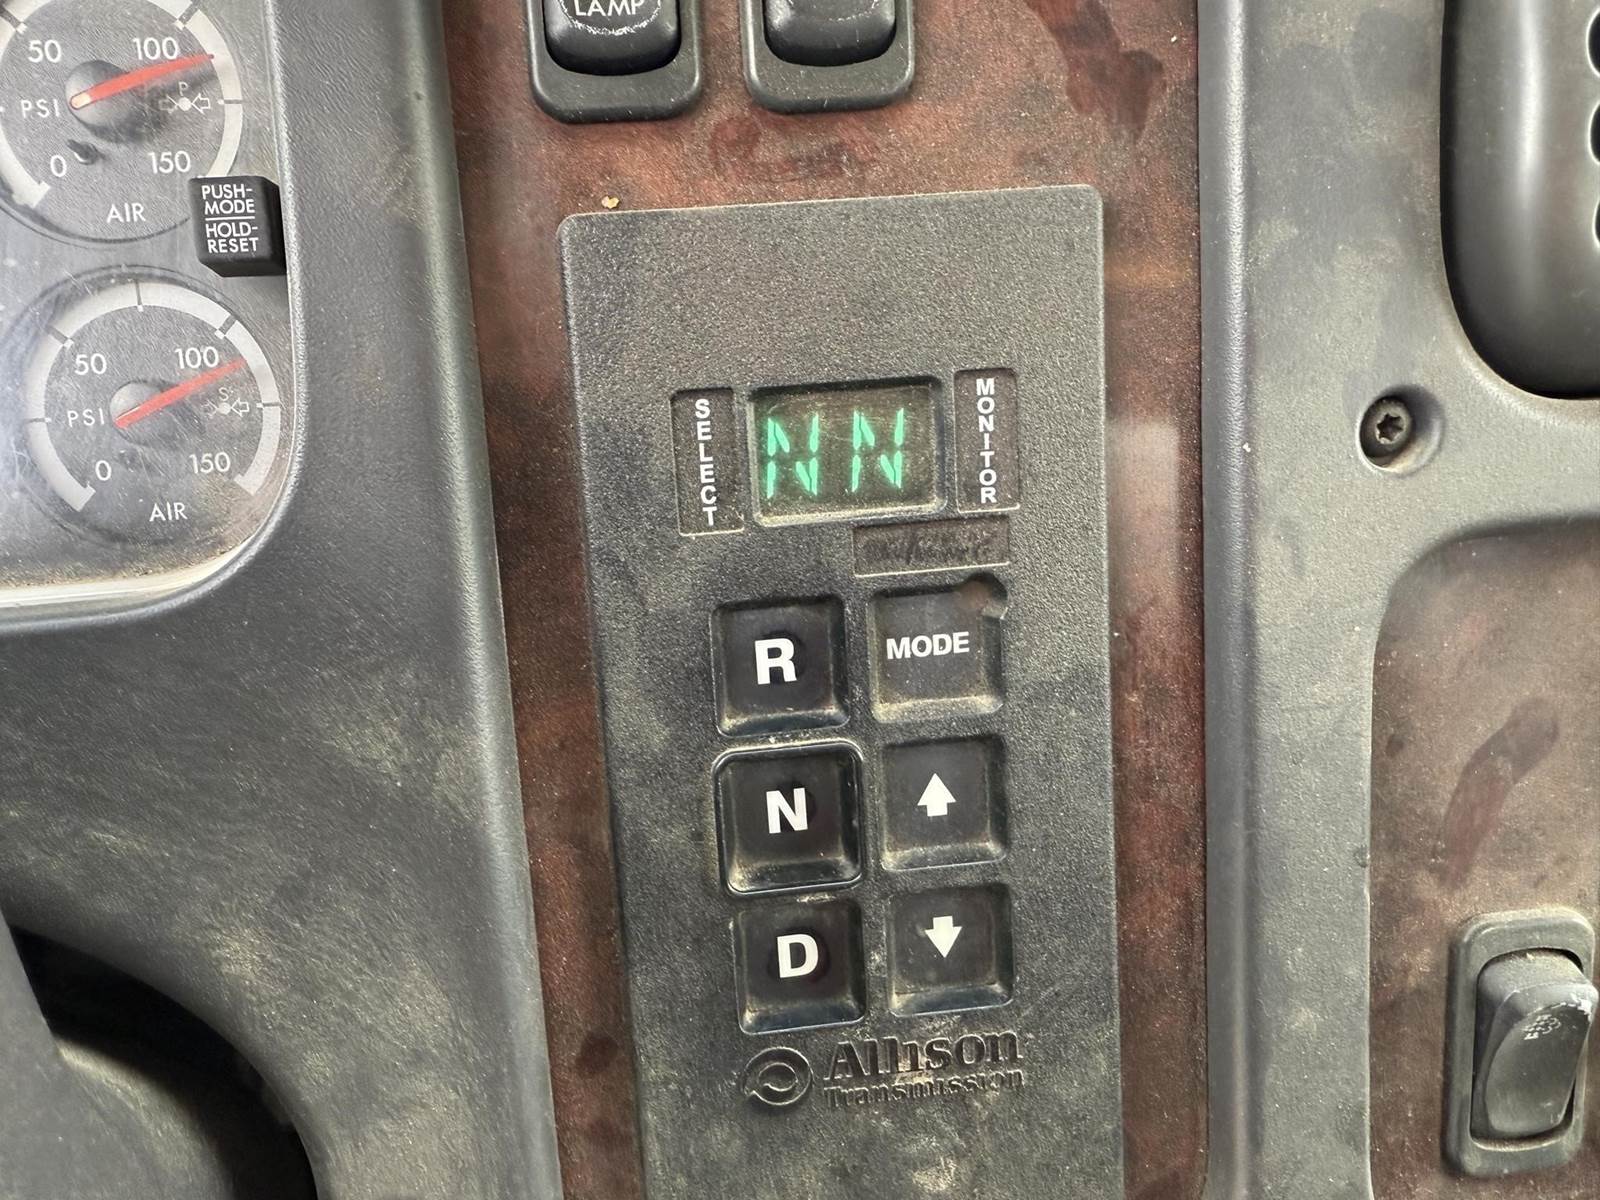 LAMP
50 100
PSI
P
0 150
AIR
PUSH-
MODE
HOLD-
RESET
50 100
PSI
S
0 150
AIR
SELECT
NN
MONITOR
R
MODE
N
D
Allison
Transmission